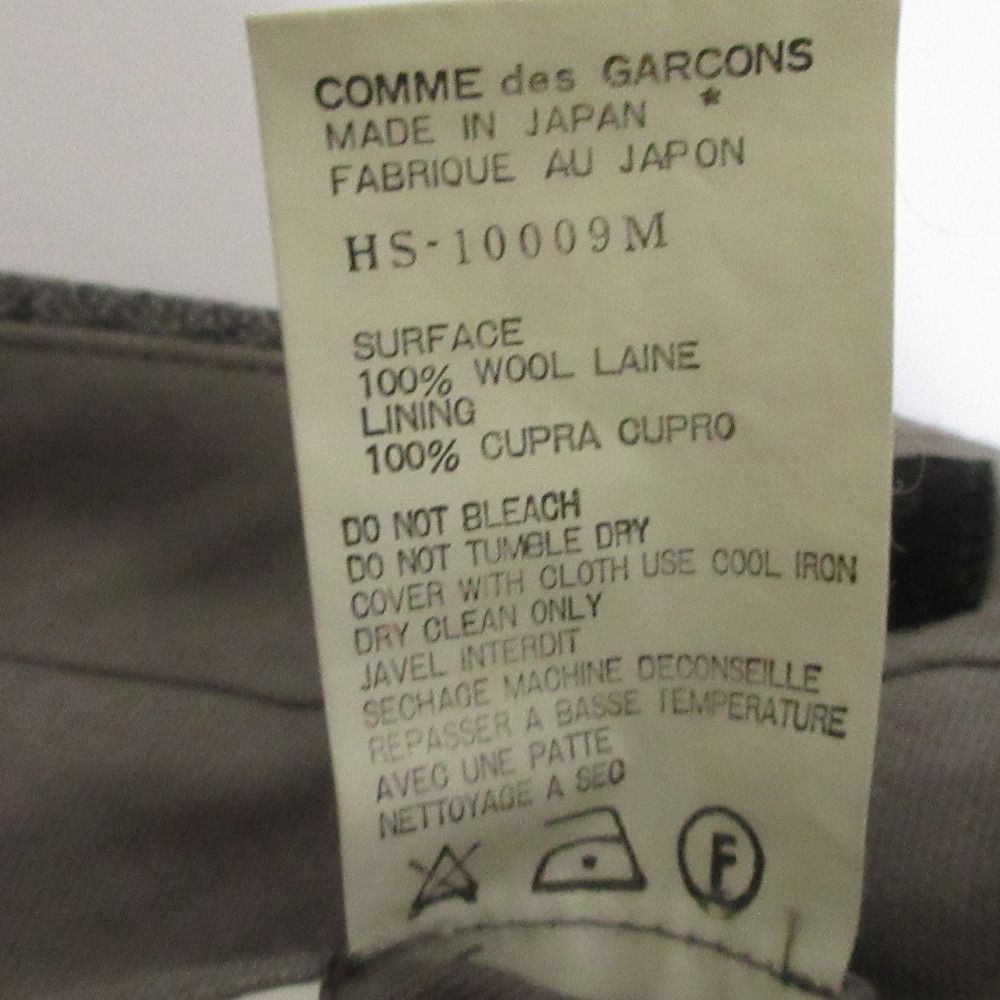 COMME des GARCONS
*
MADE IN JAPAN
FABRIQUE AU JAPON
HS-10009M
SURFACE
100% WOOL LAINE
LINING
100% CUPRA CUPRO
DO NOT BLEACH
DO NOT TUMBLE DRY
COVER WITH CLOTH USE COOL IRON
DRY CLEAN ONLY
JAVEL INTERDIT
SECHAGE MACHINE DECONSEILLE
REPASSER A BASSE TEMPERATURE
AVEC UNE PATTE
NETTOYAGE A SEC
F